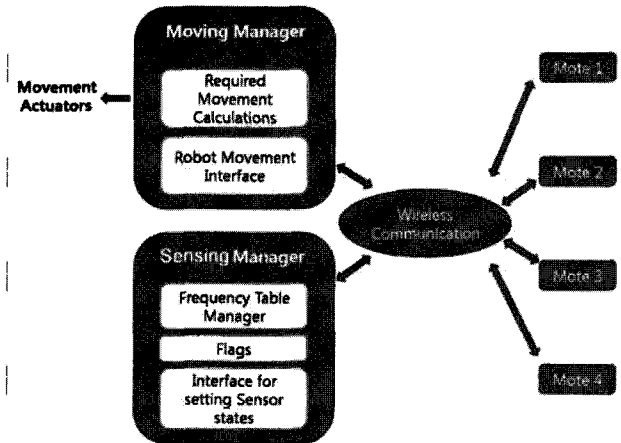 Moving Manager
Required
Movement
Calculations
Robot Movement
Interface
Movement
Actuators
Sensing Manager
Frequency Table
Manager
Flags
Interface for
setting Sensor
states
Wireless
Communication
Mote 1
Mote 2
Mote 3
Mote 4